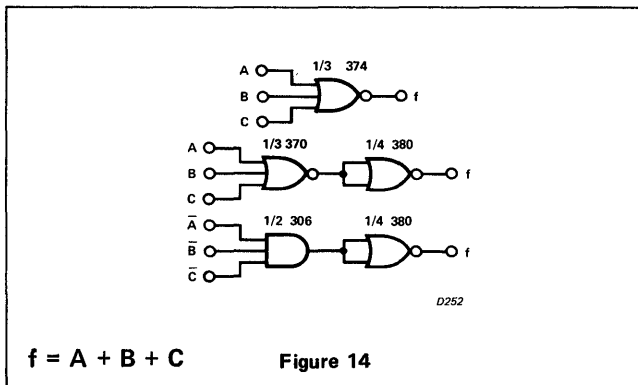 1/3 374
A
B
C
f
1/3 370
1/4 380
A
B
C
f
1/2 306
1/4 380
A̅
B̅
C̅
f
D252
f = A + B + C
Figure 14